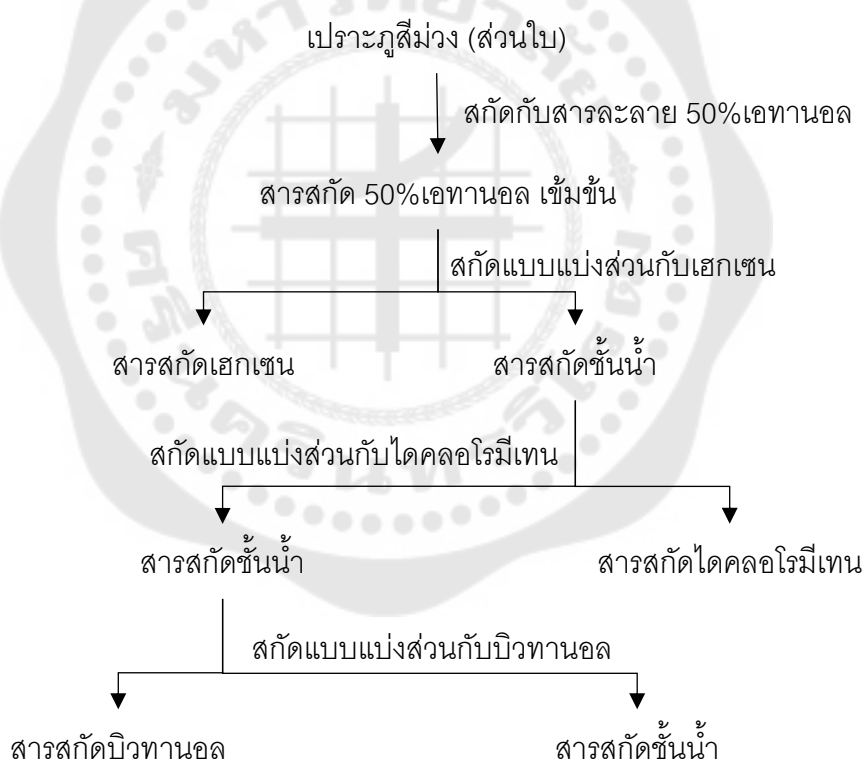 เปราะภูสีม่วง (ส่วนใบ)
สกัดกับสารละลาย 50%เอทานอล
สารสกัด 50%เอทานอล เข้มข้น
สกัดแบบแบ่งส่วนกับเฮกเซน
สารสกัดเฮกเซน
สารสกัดชั้นน้ำ
สกัดแบบแบ่งส่วนกับไดคลอโรมีเทน
สารสกัดชั้นน้ำ
สารสกัดไดคลอโรมีเทน
สกัดแบบแบ่งส่วนกับบิวทานอล
สารสกัดบิวทานอล
สารสกัดชั้นน้ำ